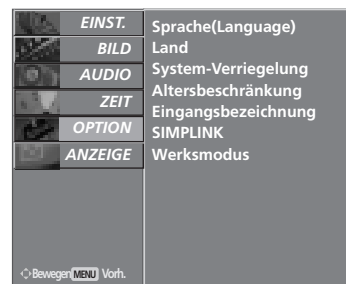 EINST.
BILD
AUDIO
ZEIT
OPTION
ANZEIGE
Sprache(Language)
Land
System-Verriegelung
Altersbeschränkung
Eingangsbezeichnung
SIMPLINK
Werksmodus
Bewegen MENU Vorh.